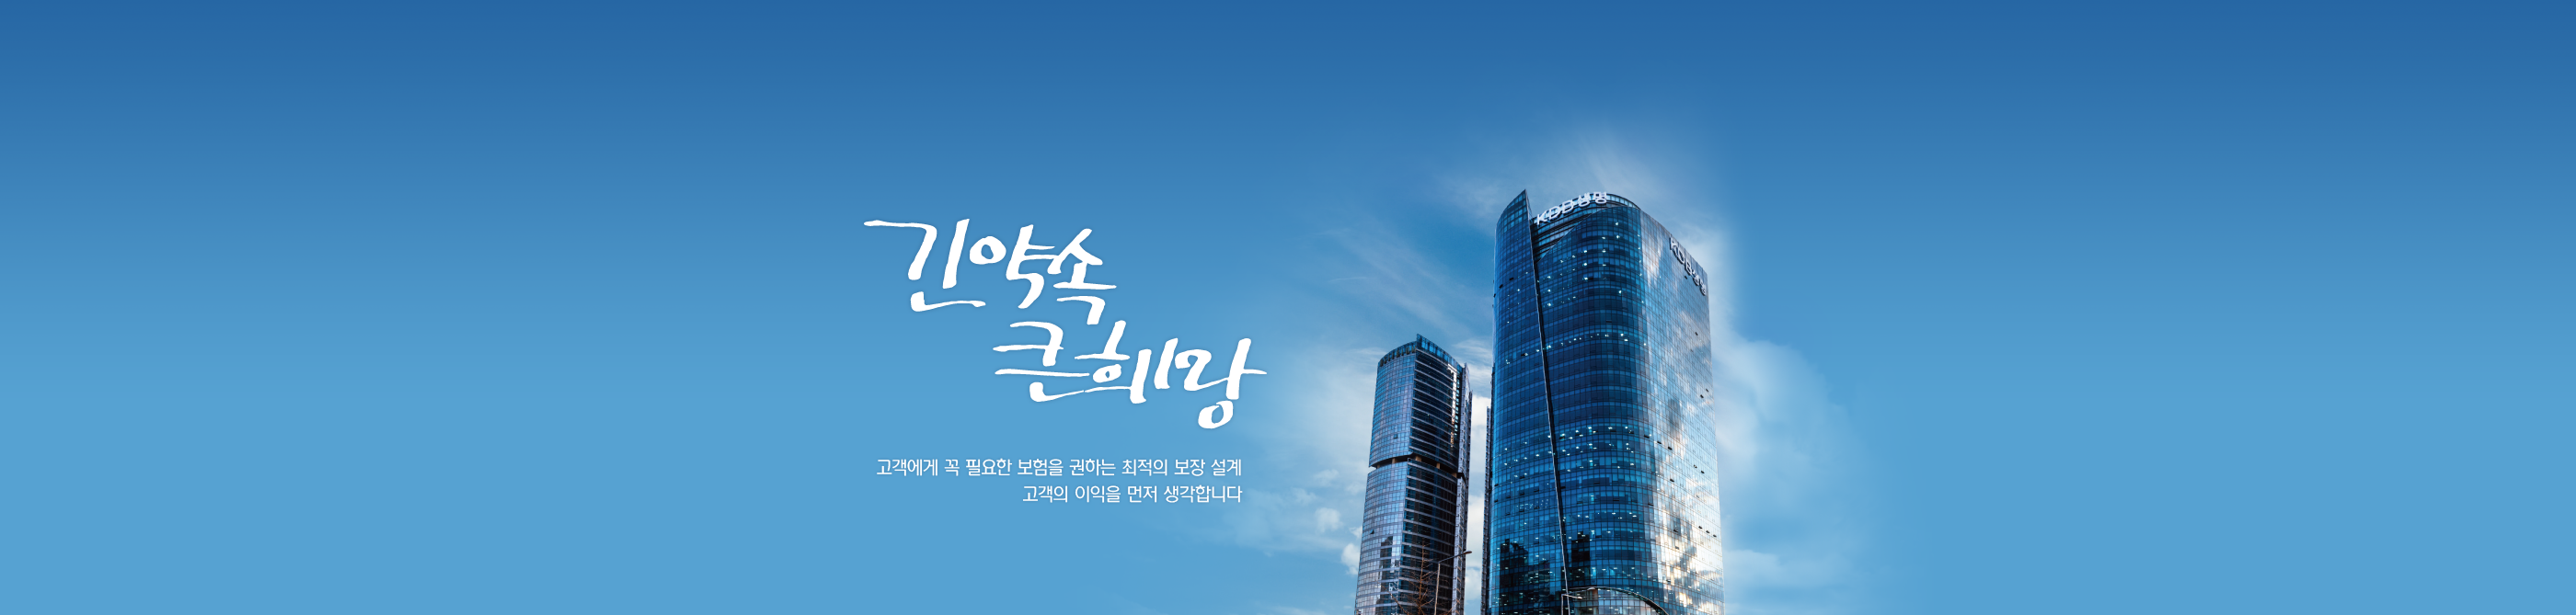 긴약속
큰희망
고객에게 꼭 필요한 보험을 권하는 최적의 보장 설계
고객의 이익을 먼저 생각합니다
KDB생명
KDB생명